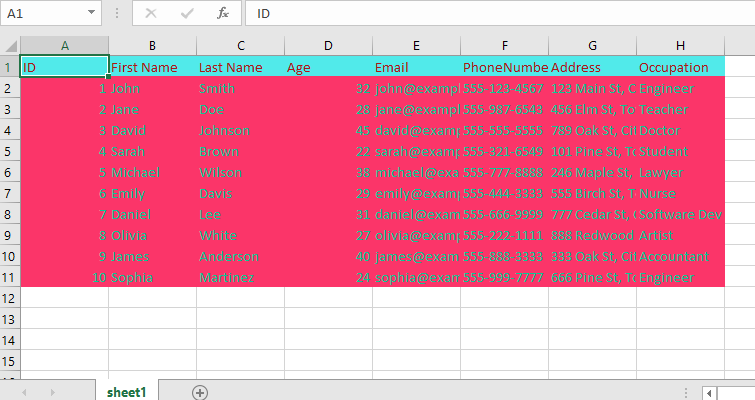 A1 fx ID
A B C D E F G H
1 ID First Name Last Name Age Email PhoneNumbe Address Occupation
2 1 John Smith 32 john@exampl 555-123-4567 123 Main St, C Engineer
3 2 Jane Doe 28 jane@exampl 555-987-6543 456 Elm St, To Teacher
4 3 David Johnson 45 david@examp 555-555-5555 789 Oak St, Cit Doctor
5 4 Sarah Brown 22 sarah@examp 555-321-6549 101 Pine St, To Student
6 5 Michael Wilson 38 michael@exa 555-777-8888 246 Maple St, Lawyer
7 6 Emily Davis 29 emily@examp 555-444-3333 555 Birch St, T Nurse
8 7 Daniel Lee 31 daniel@exam 555-666-9999 777 Cedar St, Software Dev
9 8 Olivia White 27 olivia@examp 555-222-1111 888 Redwood Artist
10 9 James Anderson 40 james@exam 555-888-3333 333 Oak St, Cit Accountant
11 10 Sophia Martinez 24 sophia@exam 555-999-7777 666 Pine St, To Engineer
12
13
14
15
sheet1